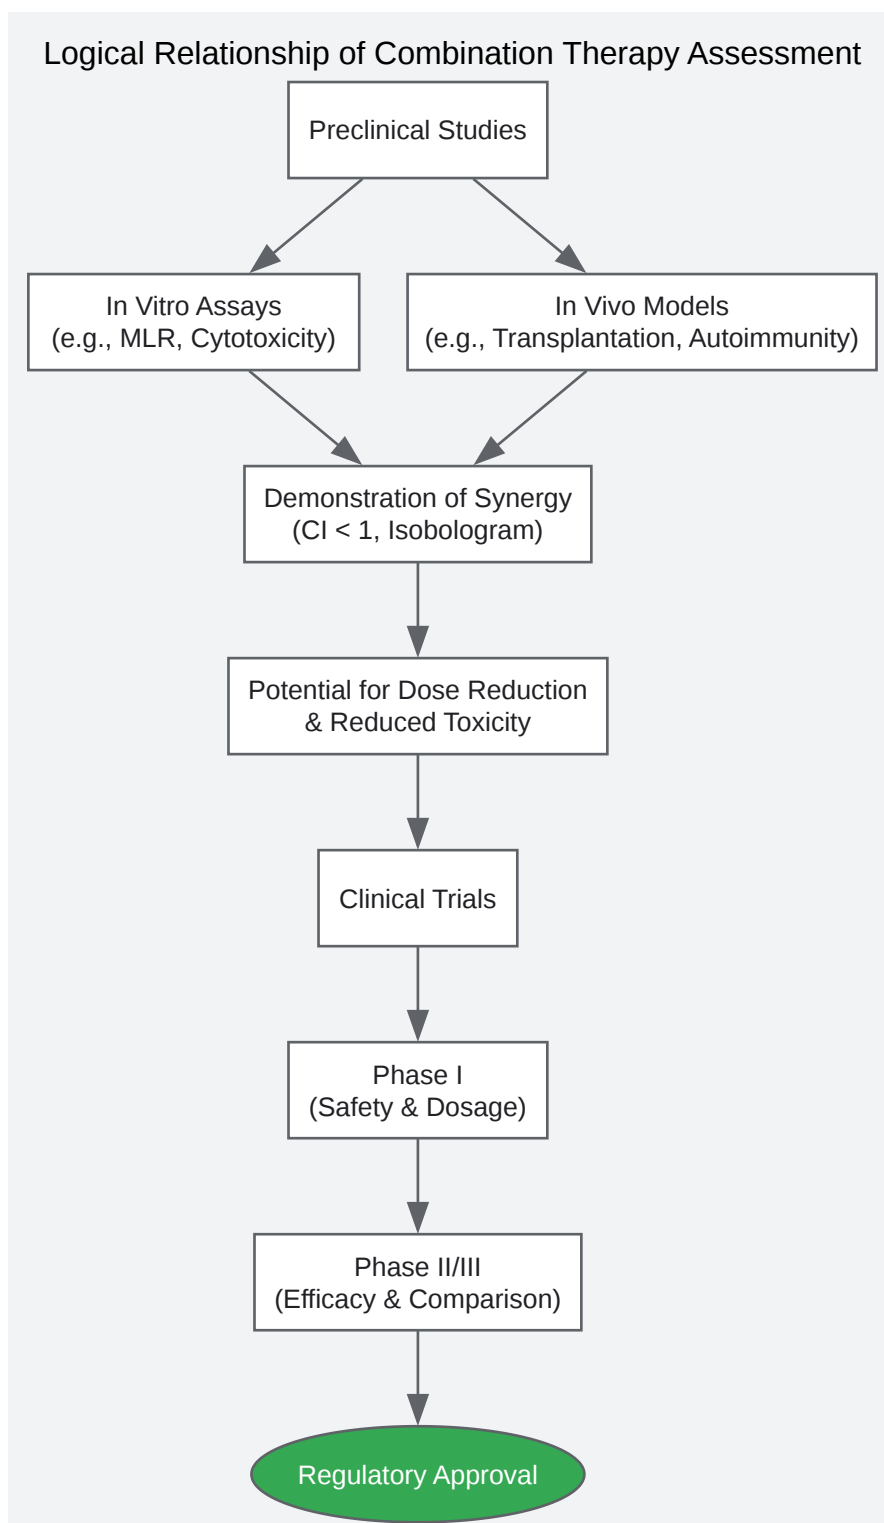 Logical Relationship of Combination Therapy Assessment
Preclinical Studies
In Vitro Assays
(e.g., MLR, Cytotoxicity)
In Vivo Models
(e.g., Transplantation, Autoimmunity)
Demonstration of Synergy
(CI < 1, Isobologram)
Potential for Dose Reduction
& Reduced Toxicity
Clinical Trials
Phase I
(Safety & Dosage)
Phase II/III
(Efficacy & Comparison)
Regulatory Approval